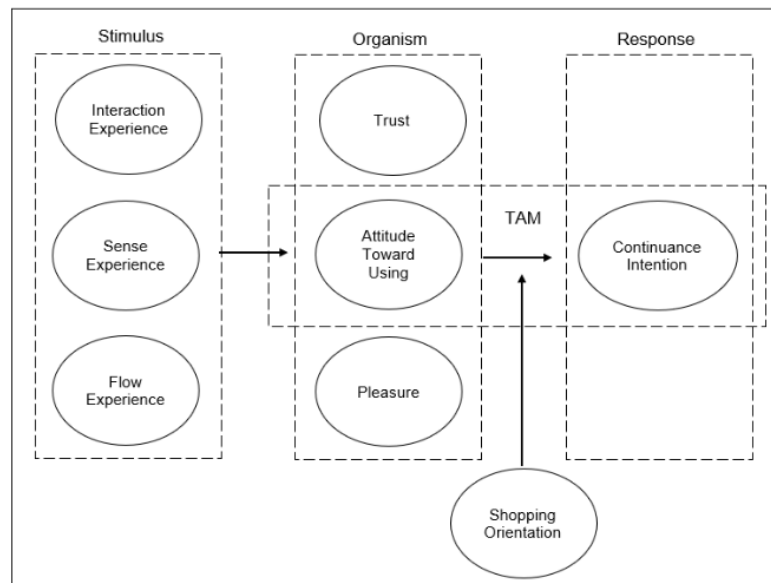 Stimulus
Organism
Response
Interaction
Experience
Trust
Sense
Experience
Attitude
Toward
Using
TAM
Continuance
Intention
Flow
Experience
Pleasure
Shopping
Orientation